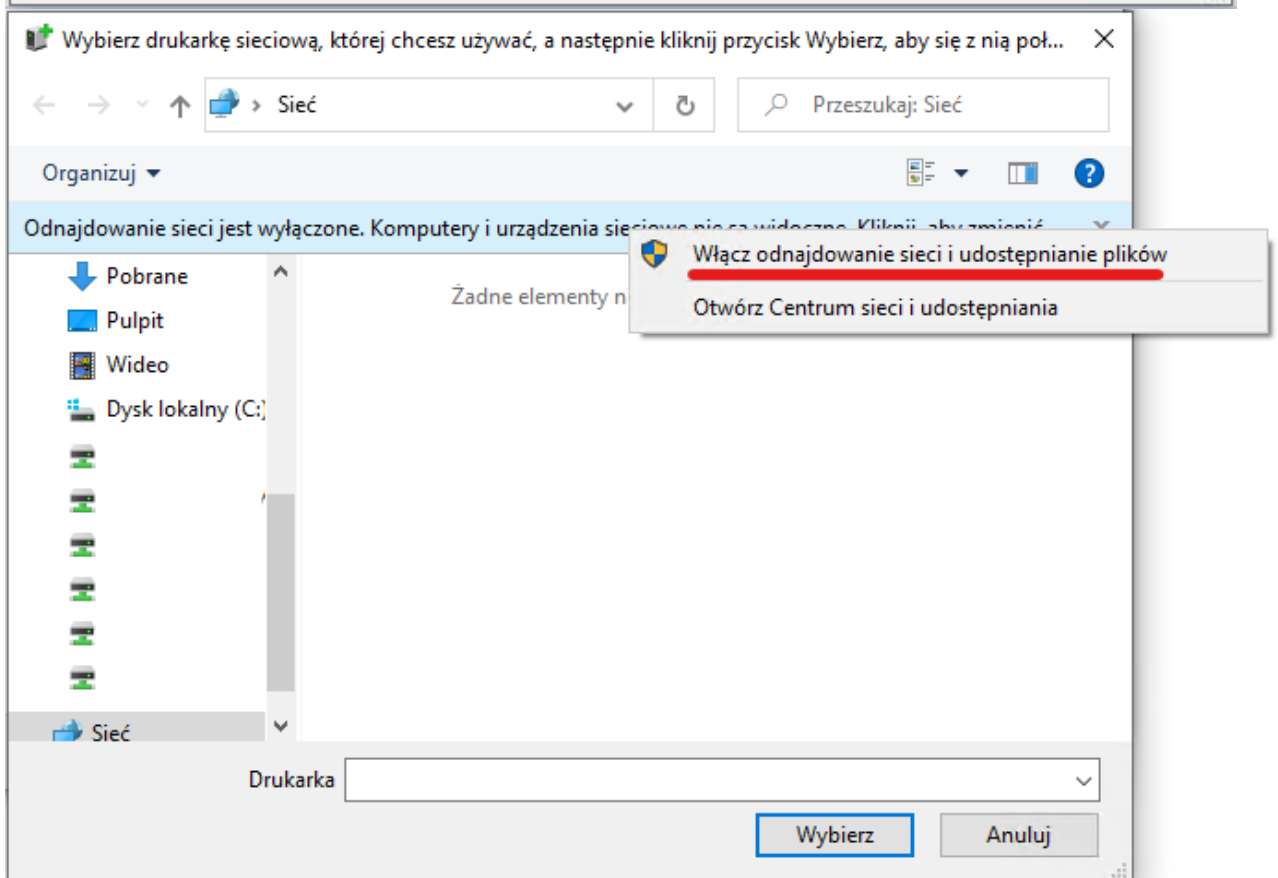 Wybierz drukarkę sieciową, której chcesz używać, a następnie kliknij przycisk Wybierz, aby się z nią poł...
Sieć
Przeszukaj: Sieć
Organizuj
Odnajdowanie sieci jest wyłączone. Komputery i urządzenia sieciowe nie są widoczne. Kliknij, aby zmienić...
Włącz odnajdowanie sieci i udostępnianie plików
Otwórz Centrum sieci i udostępniania
Żadne elementy n
Pobrane
Pulpit
Wideo
Dysk lokalny (C:)
Sieć
Drukarka
Wybierz
Anuluj